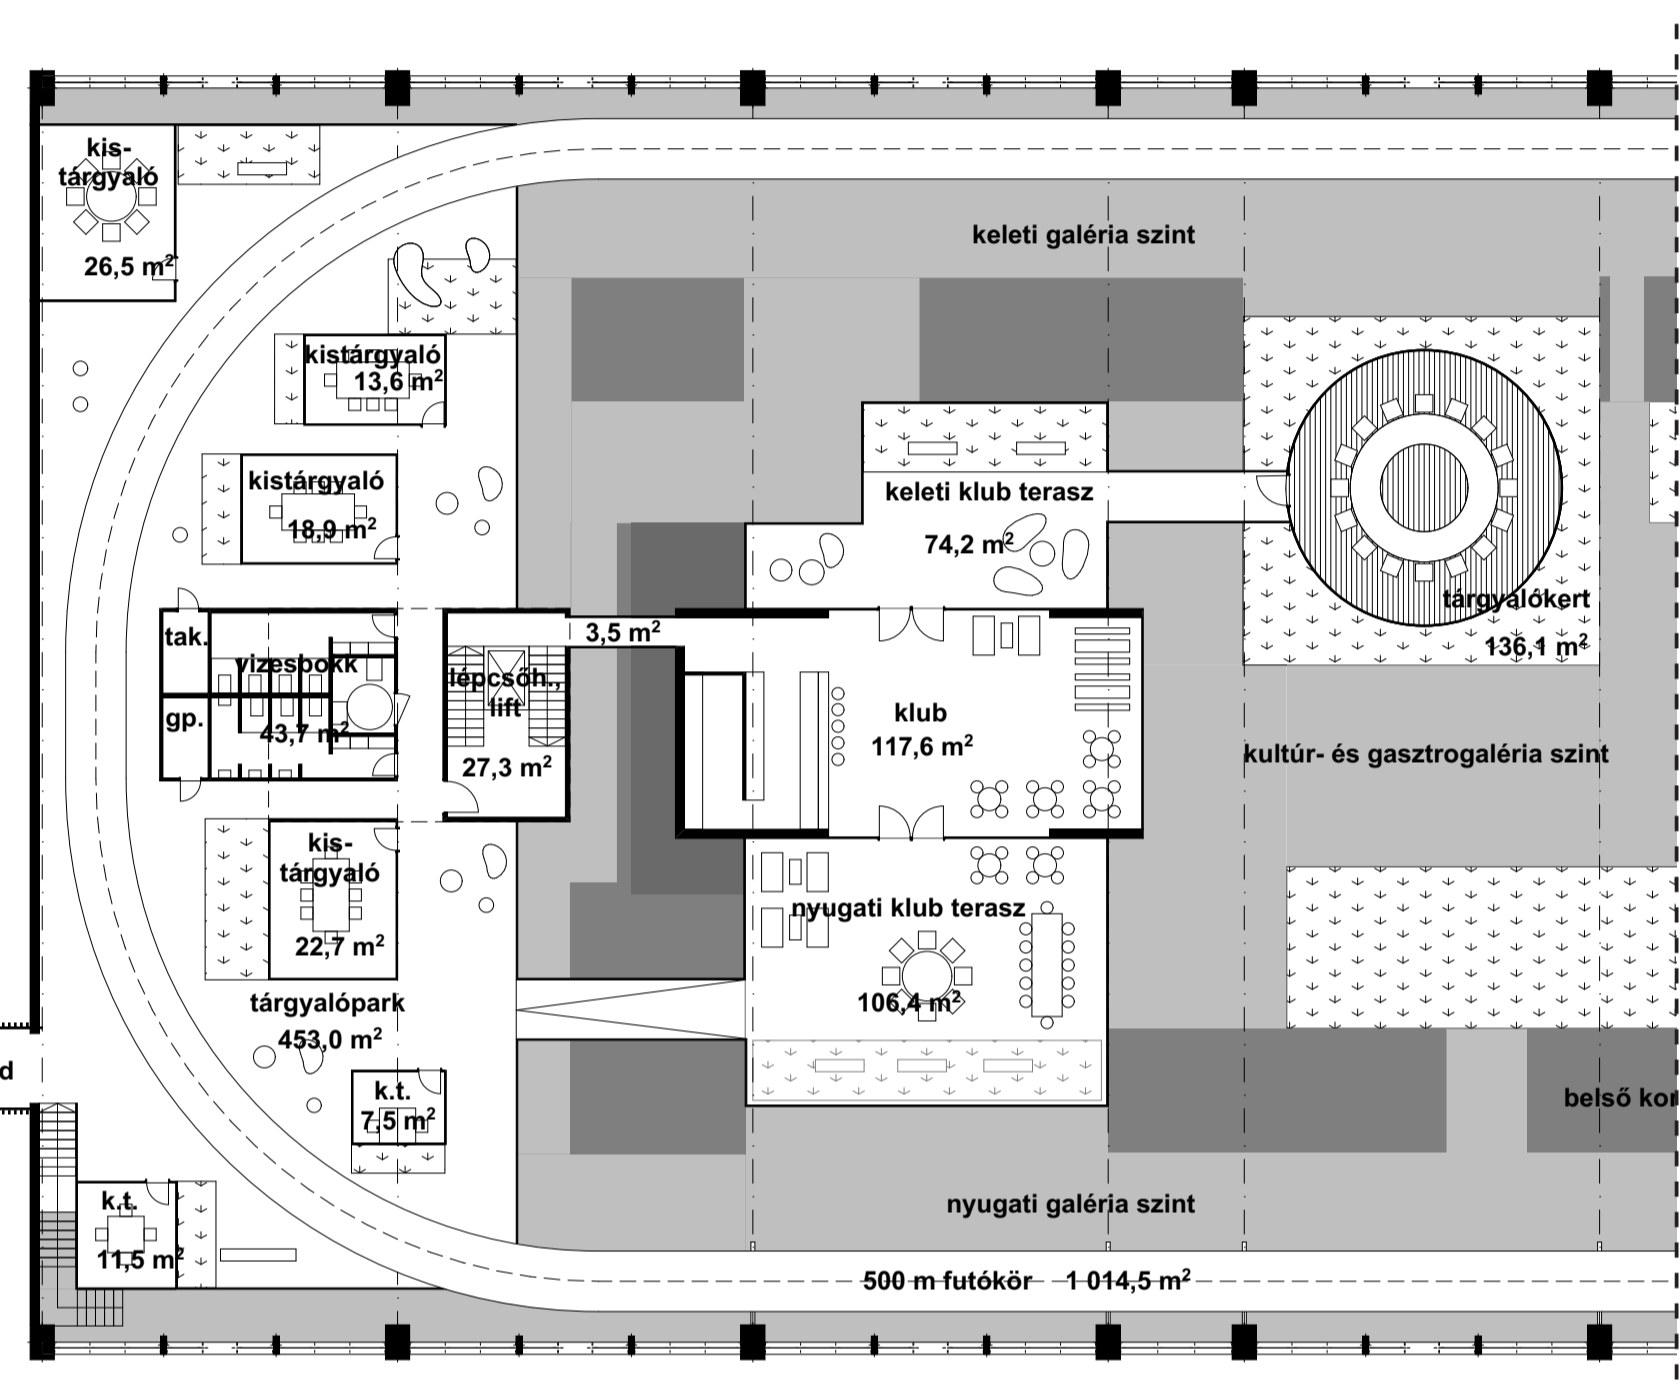 kis-
tárgyaló
26,5 m²
keleti galéria szint
kistárgyaló
13,6 m²
kistárgyaló
18,9 m²
keleti klub terasz
74,2 m²
tárgyalókert
136,1 m²
tak.
vizesbokk
gp.
43,7 m²
lépcsőh.,
lift
27,3 m²
3,5 m²
klub
117,6 m²
kultúr- és gasztrogaléria szint
kis-
tárgyaló
22,7 m²
nyugati klub terasz
106,4 m²
tárgyalópark
453,0 m²
d
k.t.
7,5 m²
belső kor
k.t.
11,5 m²
nyugati galéria szint
500 m futókör 1 014,5 m²